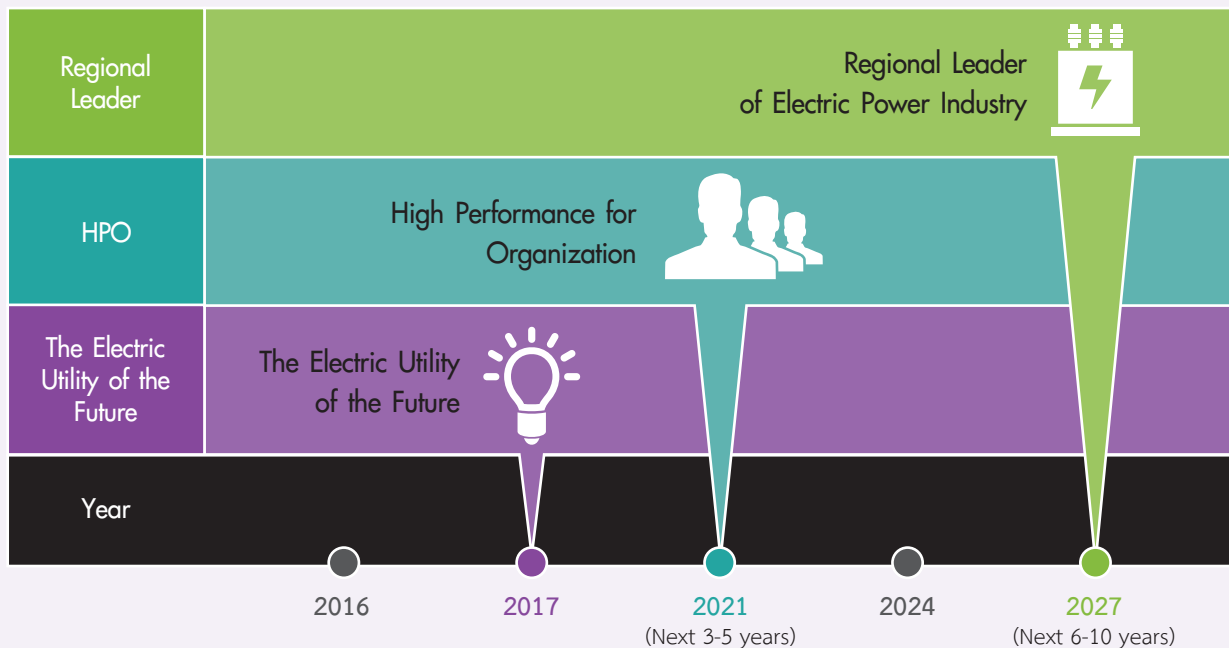 Regional
Leader
Regional Leader
of Electric Power Industry
HPO
High Performance for
Organization
The Electric
Utility of the
Future
The Electric Utility
of the Future
Year
2016
2017
2021
(Next 3-5 years)
2024
2027
(Next 6-10 years)